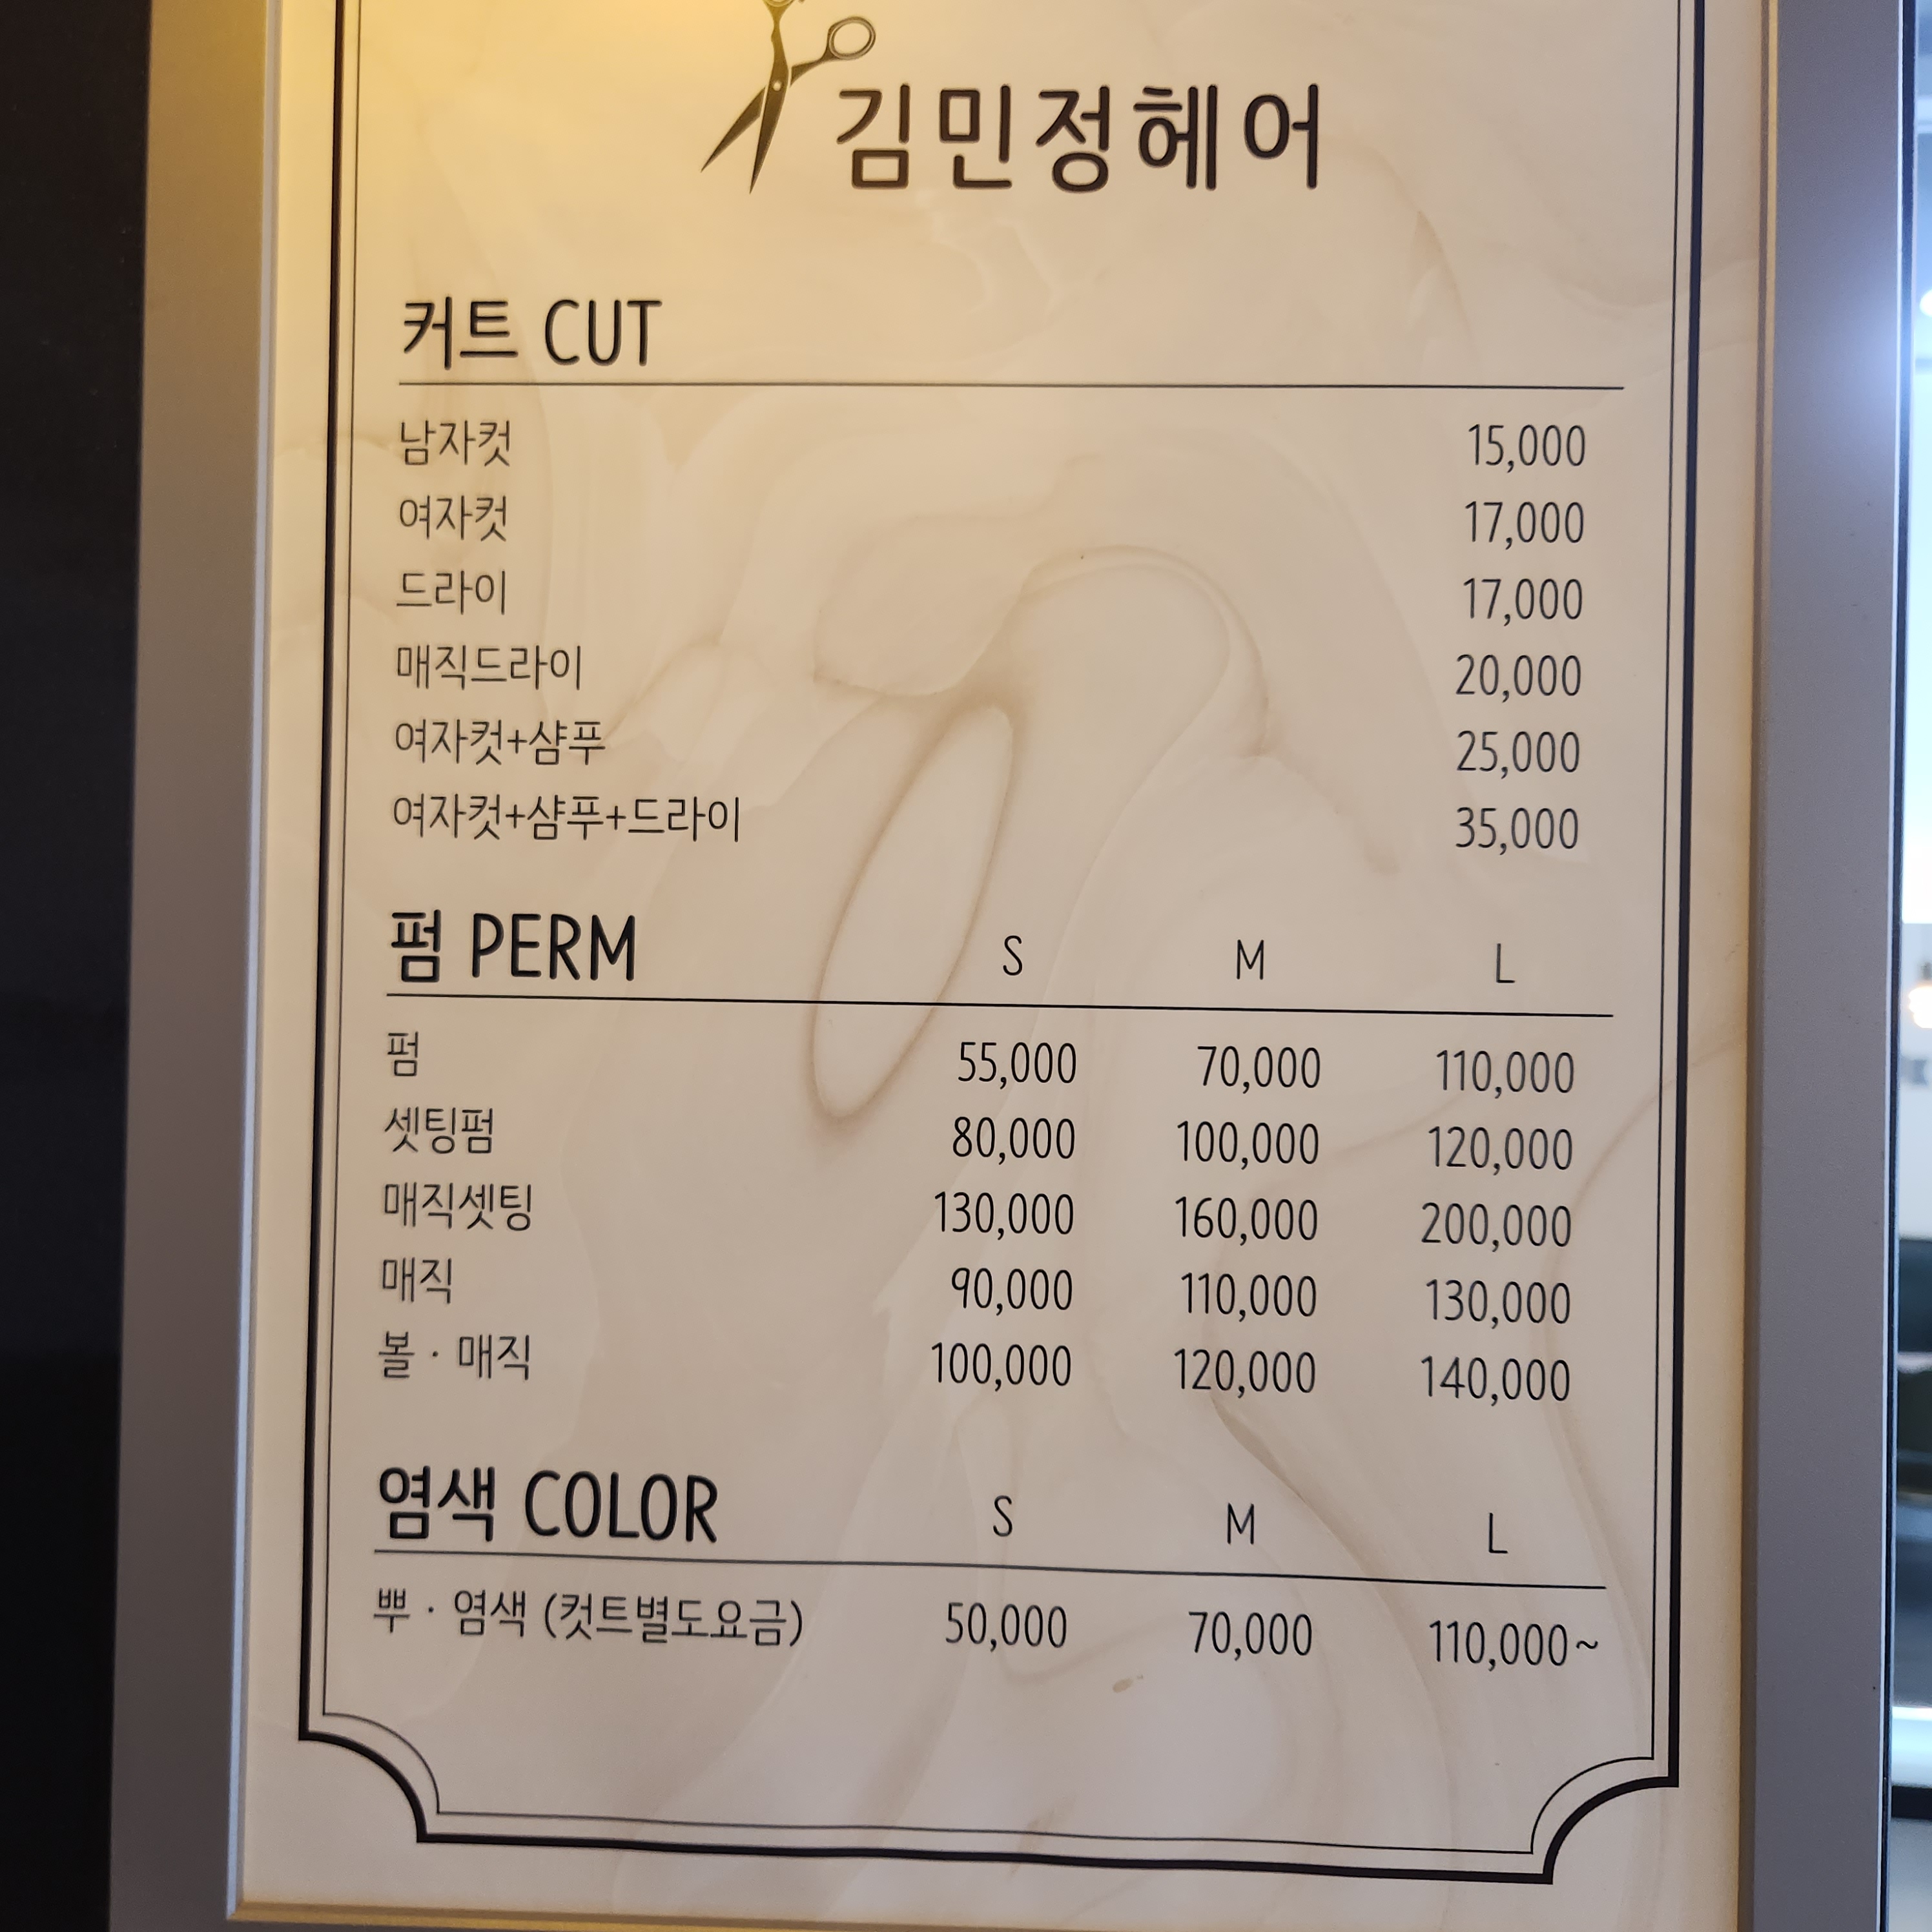 김민정헤어
커트 CUT
남자컷 15,000
여자컷 17,000
드라이 17,000
매직드라이 20,000
여자컷+샴푸 25,000
여자컷+샴푸+드라이 35,000
펌 PERM S M L
펌 55,000 70,000 110,000
셋팅펌 80,000 100,000 120,000
매직셋팅 130,000 160,000 200,000
매직 90,000 110,000 130,000
볼·매직 100,000 120,000 140,000
염색 COLOR S M L
뿌·염색 (컷트별도요금) 50,000 70,000 110,000~